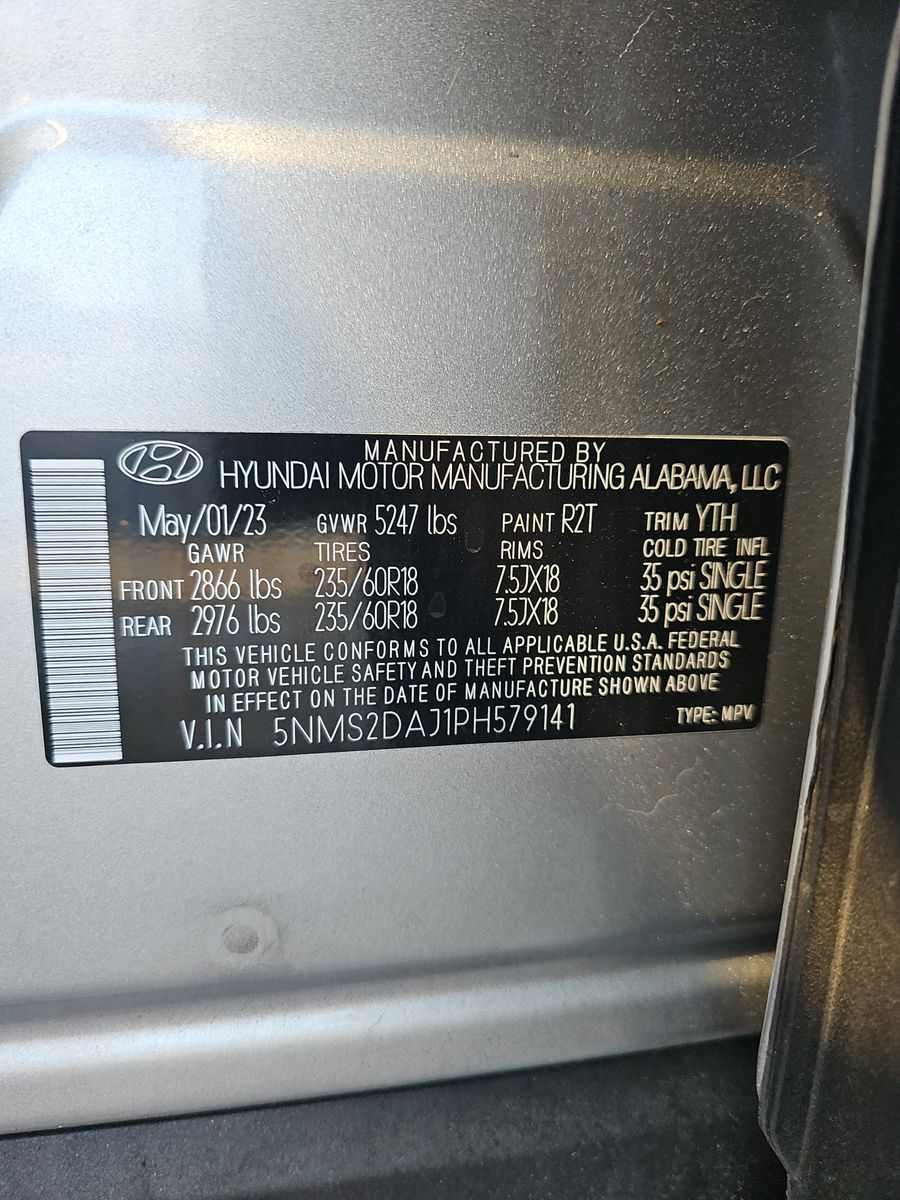 MANUFACTURED BY
HYUNDAI MOTOR MANUFACTURING ALABAMA, LLC
May/01/23 GVWR 5247 lbs PAINT R2T TRIM YTH
GAWR TIRES RIMS COLD TIRE INFL
FRONT 2866 lbs 235/60R18 7.5JX18 35 psi SINGLE
REAR 2976 lbs 235/60R18 7.5JX18 35 psi SINGLE
THIS VEHICLE CONFORMS TO ALL APPLICABLE U.S.A. FEDERAL
MOTOR VEHICLE SAFETY AND THEFT PREVENTION STANDARDS
IN EFFECT ON THE DATE OF MANUFACTURE SHOWN ABOVE
V.I.N 5NMS2DAJ1PH579141 TYPE: MPV